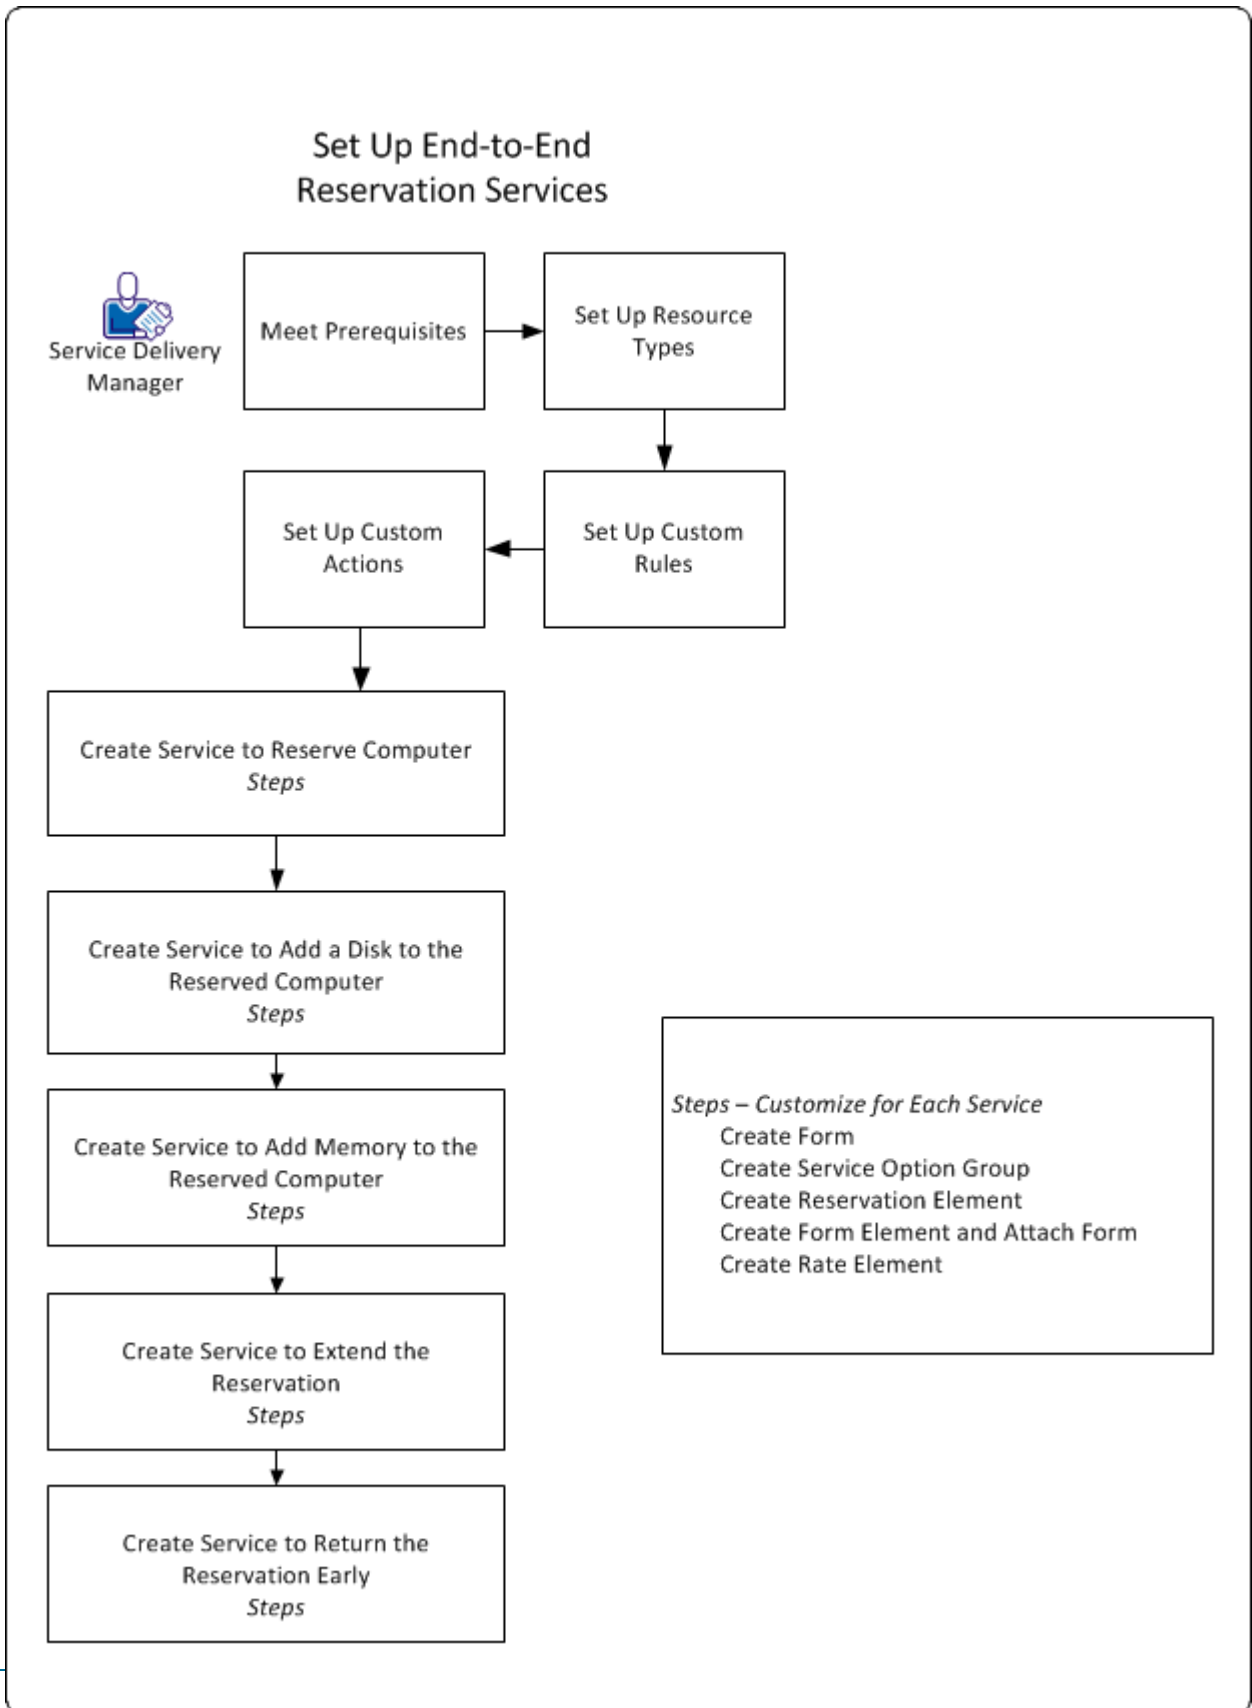 Set Up End-to-End
Reservation Services
Service Delivery
Manager
Meet Prerequisites
Set Up Resource
Types
Set Up Custom
Actions
Set Up Custom
Rules
Create Service to Reserve Computer
Steps
Create Service to Add a Disk to the
Reserved Computer
Steps
Create Service to Add Memory to the
Reserved Computer
Steps
Create Service to Extend the
Reservation
Steps
Create Service to Return the
Reservation Early
Steps
Steps – Customize for Each Service
Create Form
Create Service Option Group
Create Reservation Element
Create Form Element and Attach Form
Create Rate Element